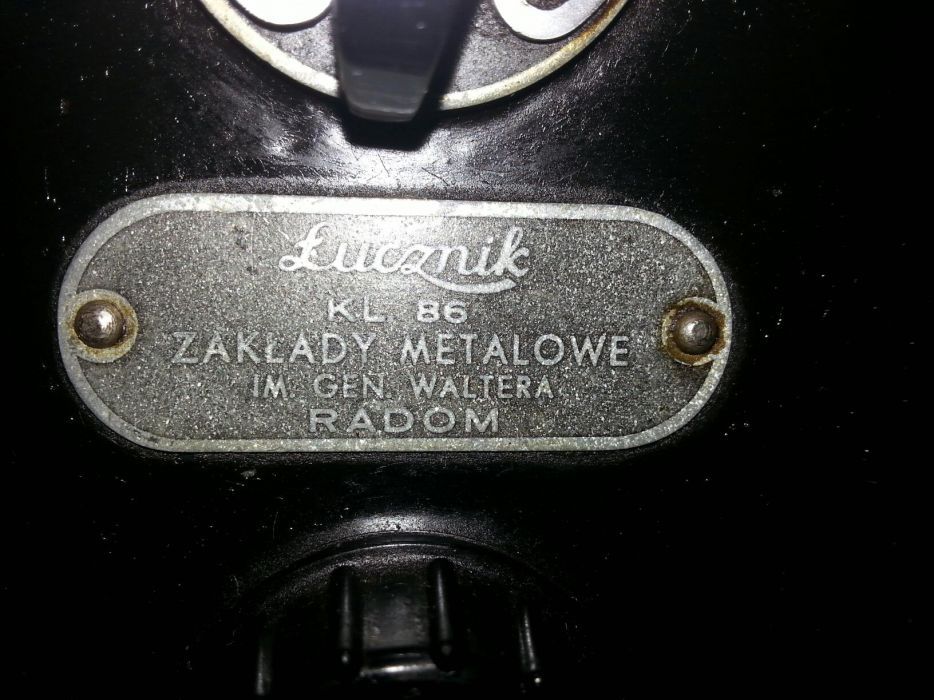 Łucznik
KL. 86
ZAKŁADY METALOWE
IM. GEN. WALTERA
RADOM